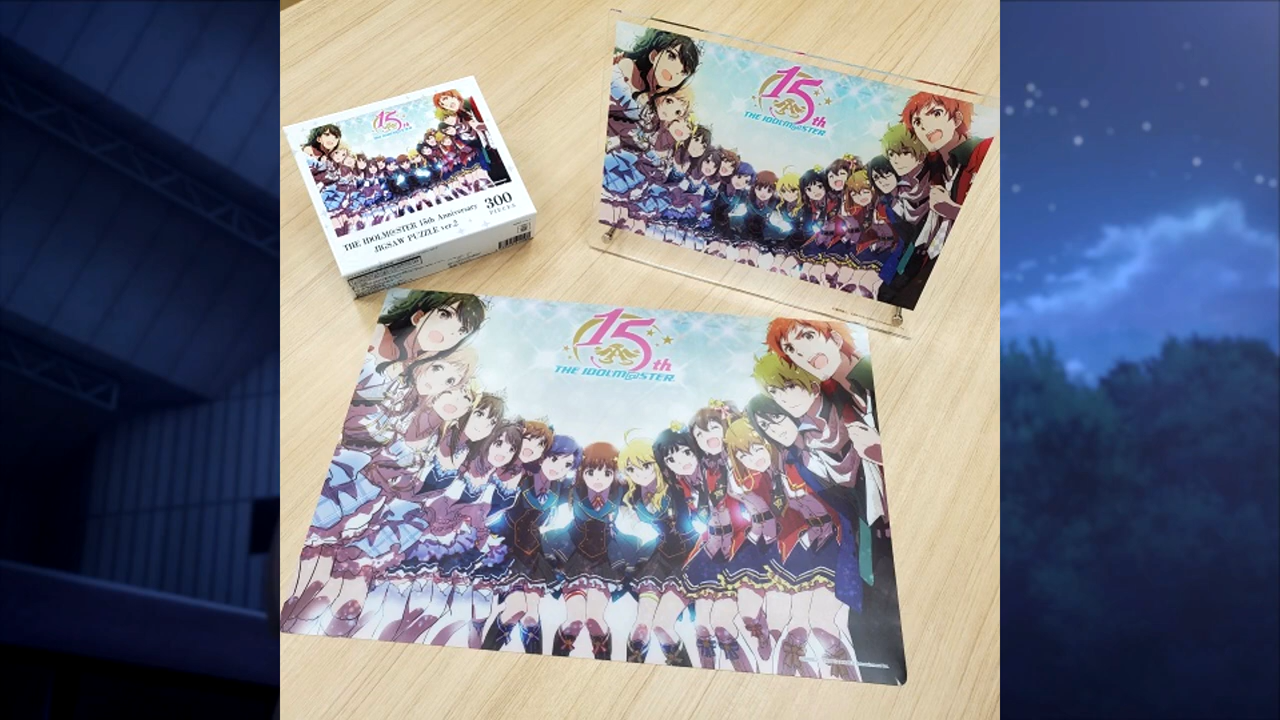 15th
THE IDOLM@STER
THE IDOLM@STER 15th Anniversary
JIGSAW PUZZLE ver.2
300
PIECES
15th
THE IDOLM@STER
15th
THE IDOLM@STER